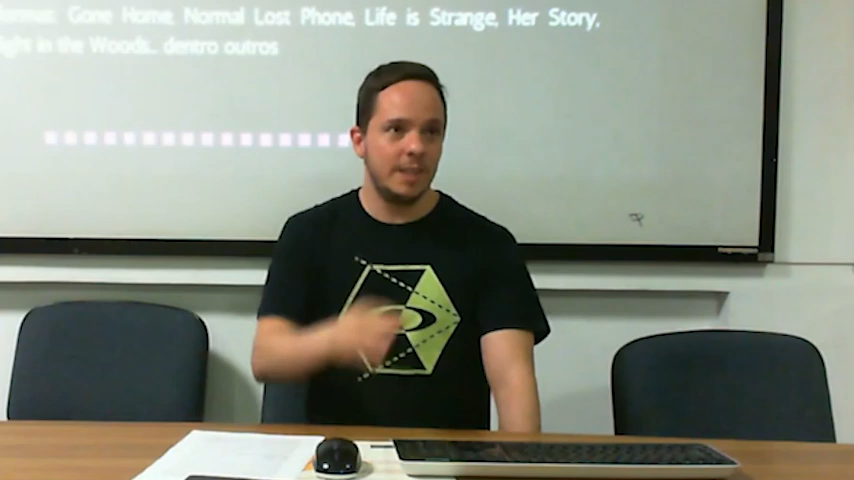 Gone Home, Normal Lost Phone, Life is Strange, Her Story,
in the Woods.. dentro outros